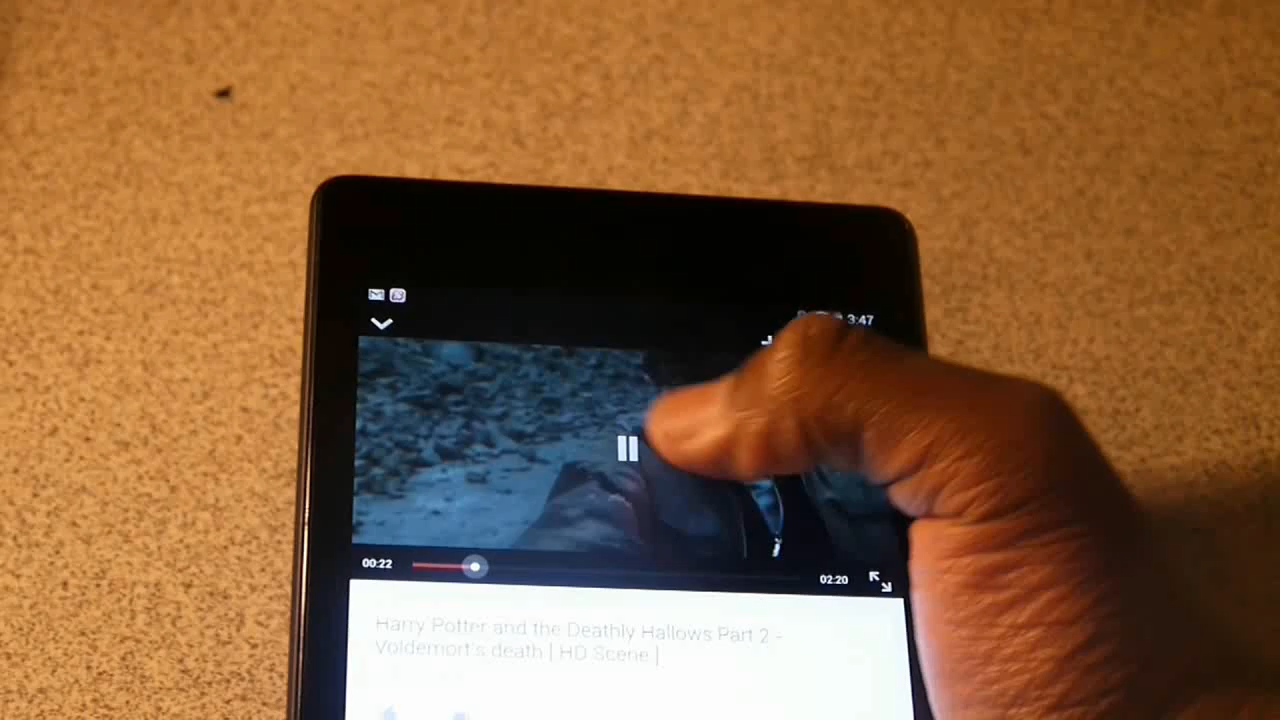 3:47
00:22
02:20
Harry Potter and the Deathly Hallows Part 2 -
Voldemort's death [ HD Scene ]